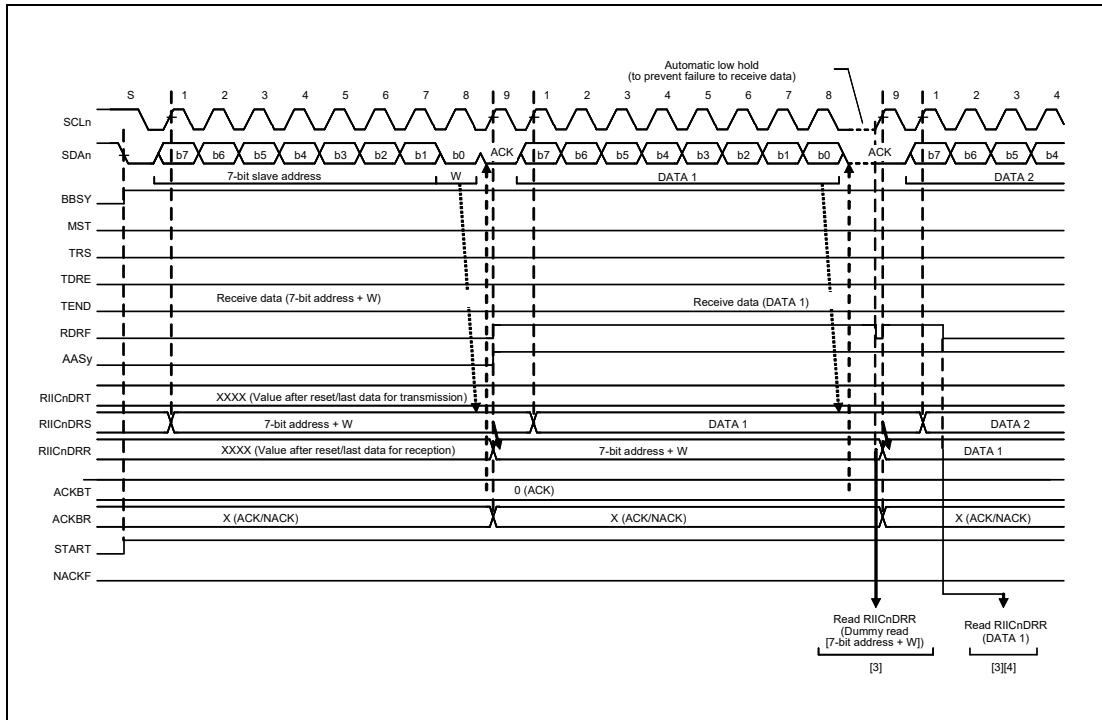 Automatic low hold
(to prevent failure to receive data)
S 1 2 3 4 5 6 7 8 9 1 2 3 4 5 6 7 8 9 1 2 3 4
SCLn
SDAn b7 b6 b5 b4 b3 b2 b1 b0 ACK b7 b6 b5 b4 b3 b2 b1 b0 ACK b7 b6 b5 b4
7-bit slave address W DATA 1 DATA 2
BBSY
MST
TRS
TDRE
TEND Receive data (7-bit address + W) Receive data (DATA 1)
RDRF
AASy
RIICnDRT XXXX (Value after reset/last data for transmission)
RIICnDRS 7-bit address + W DATA 1 DATA 2
RIICnDRR XXXX (Value after reset/last data for reception) 7-bit address + W DATA 1
ACKBT 0 (ACK)
ACKBR X (ACK/NACK) X (ACK/NACK) X (ACK/NACK)
START
NACKF
Read RIICnDRR
(Dummy read
[7-bit address + W])
[3]
Read RIICnDRR
(DATA 1)
[3][4]